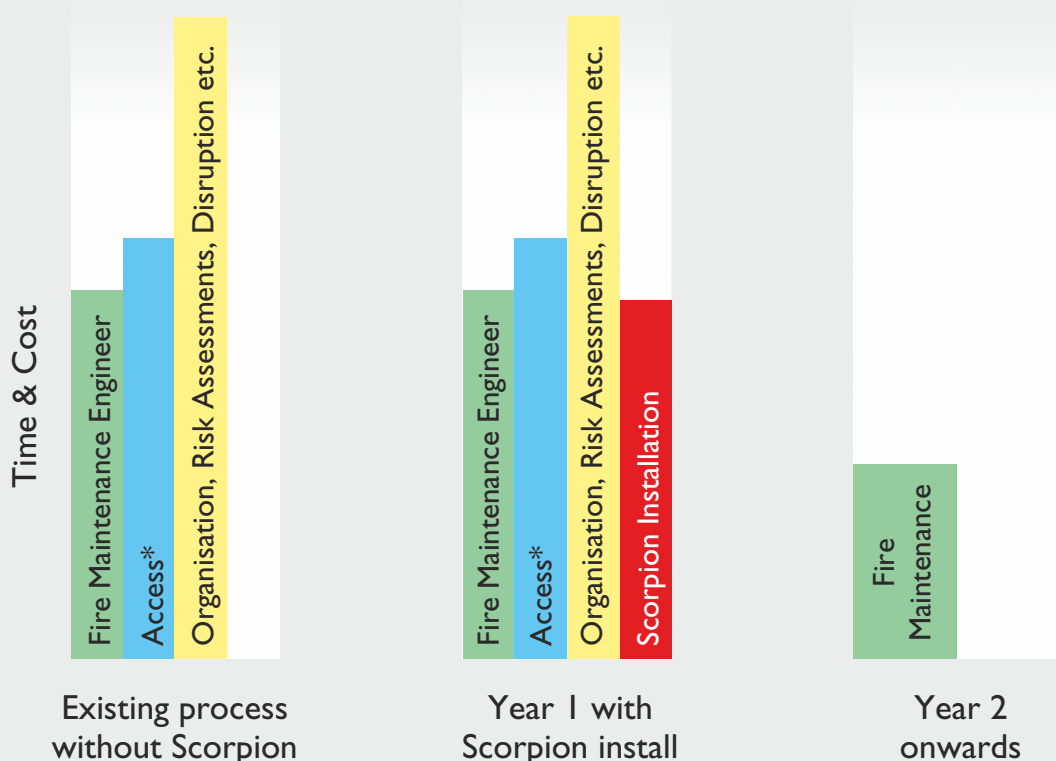 Time & Cost
Fire Maintenance Engineer
Access*
Organisation, Risk Assessments, Disruption etc.
Fire Maintenance Engineer
Access*
Organisation, Risk Assessments, Disruption etc.
Scorpion Installation
Fire
Maintenance
Existing process
without Scorpion
Year 1 with
Scorpion install
Year 2
onwards